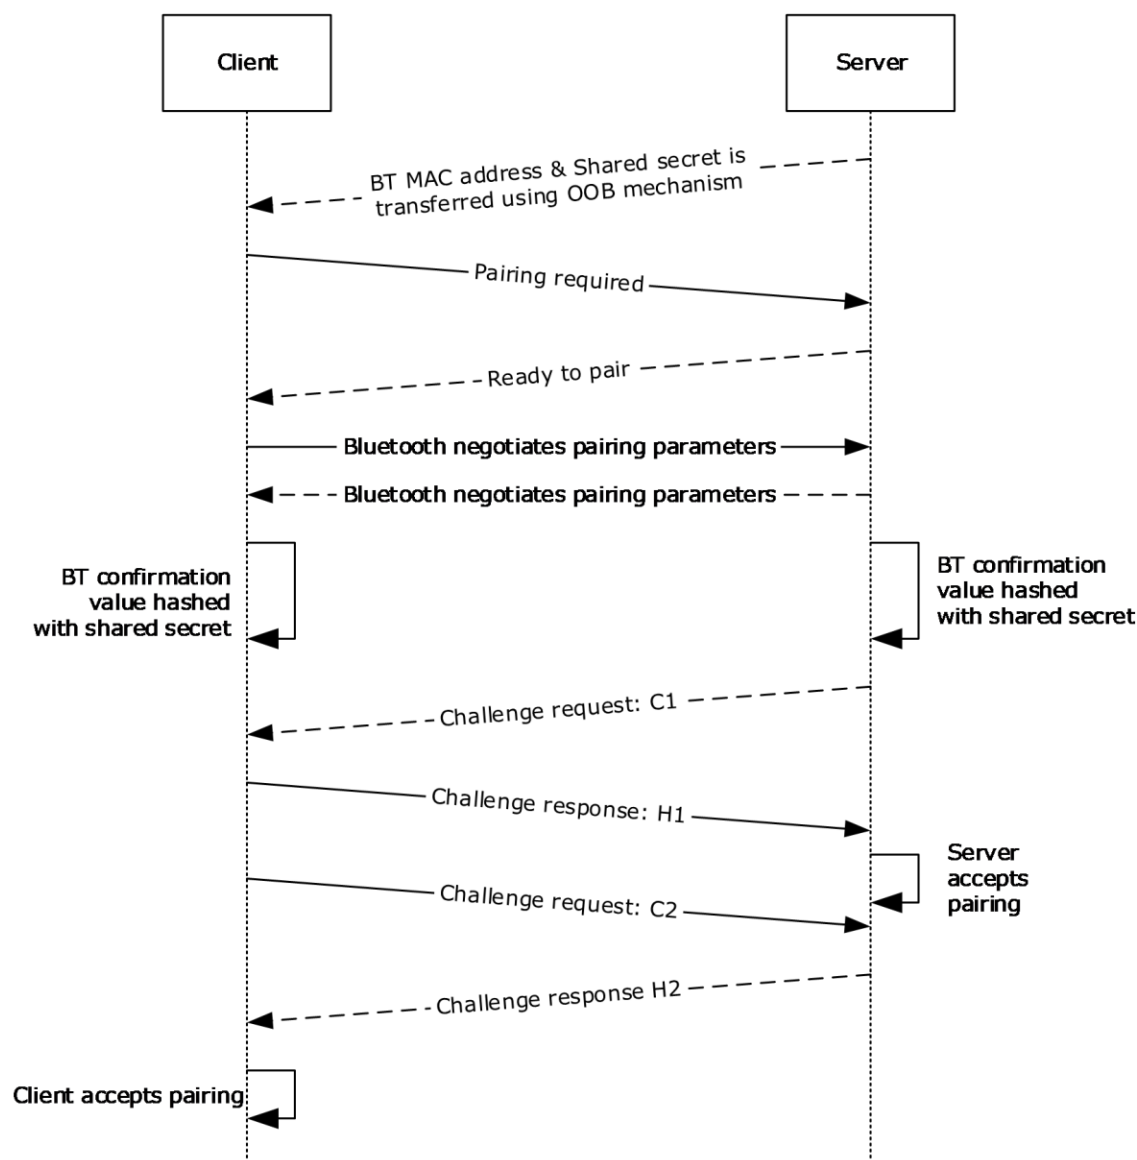 Client
Server
BT MAC address & Shared secret is
transferred using OOB mechanism
Pairing required
Ready to pair
Bluetooth negotiates pairing parameters
Bluetooth negotiates pairing parameters
BT confirmation
value hashed
with shared secret
BT confirmation
value hashed
with shared secret
Challenge request: C1
Challenge response: H1
Server
accepts
pairing
Challenge request: C2
Challenge response H2
Client accepts pairing